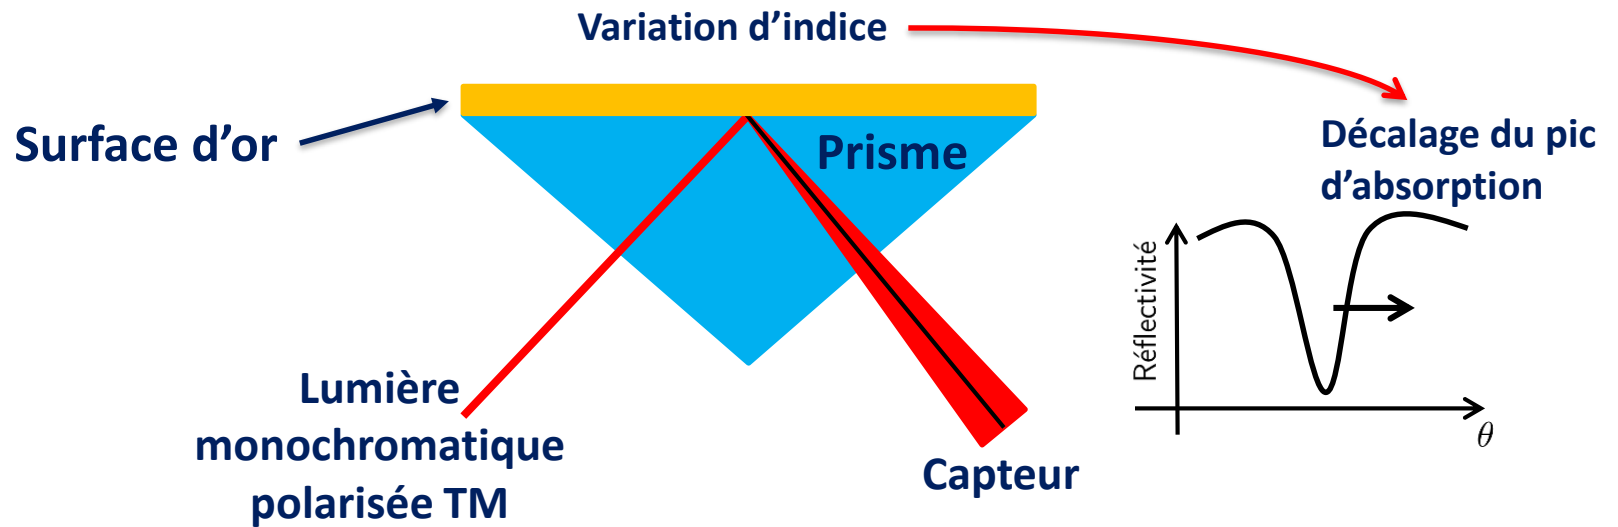 Variation d’indice
Surface d’or
Prisme
Décalage du pic
d’absorption
Réflectivité
θ
Lumière
monochromatique
polarisée TM
Capteur